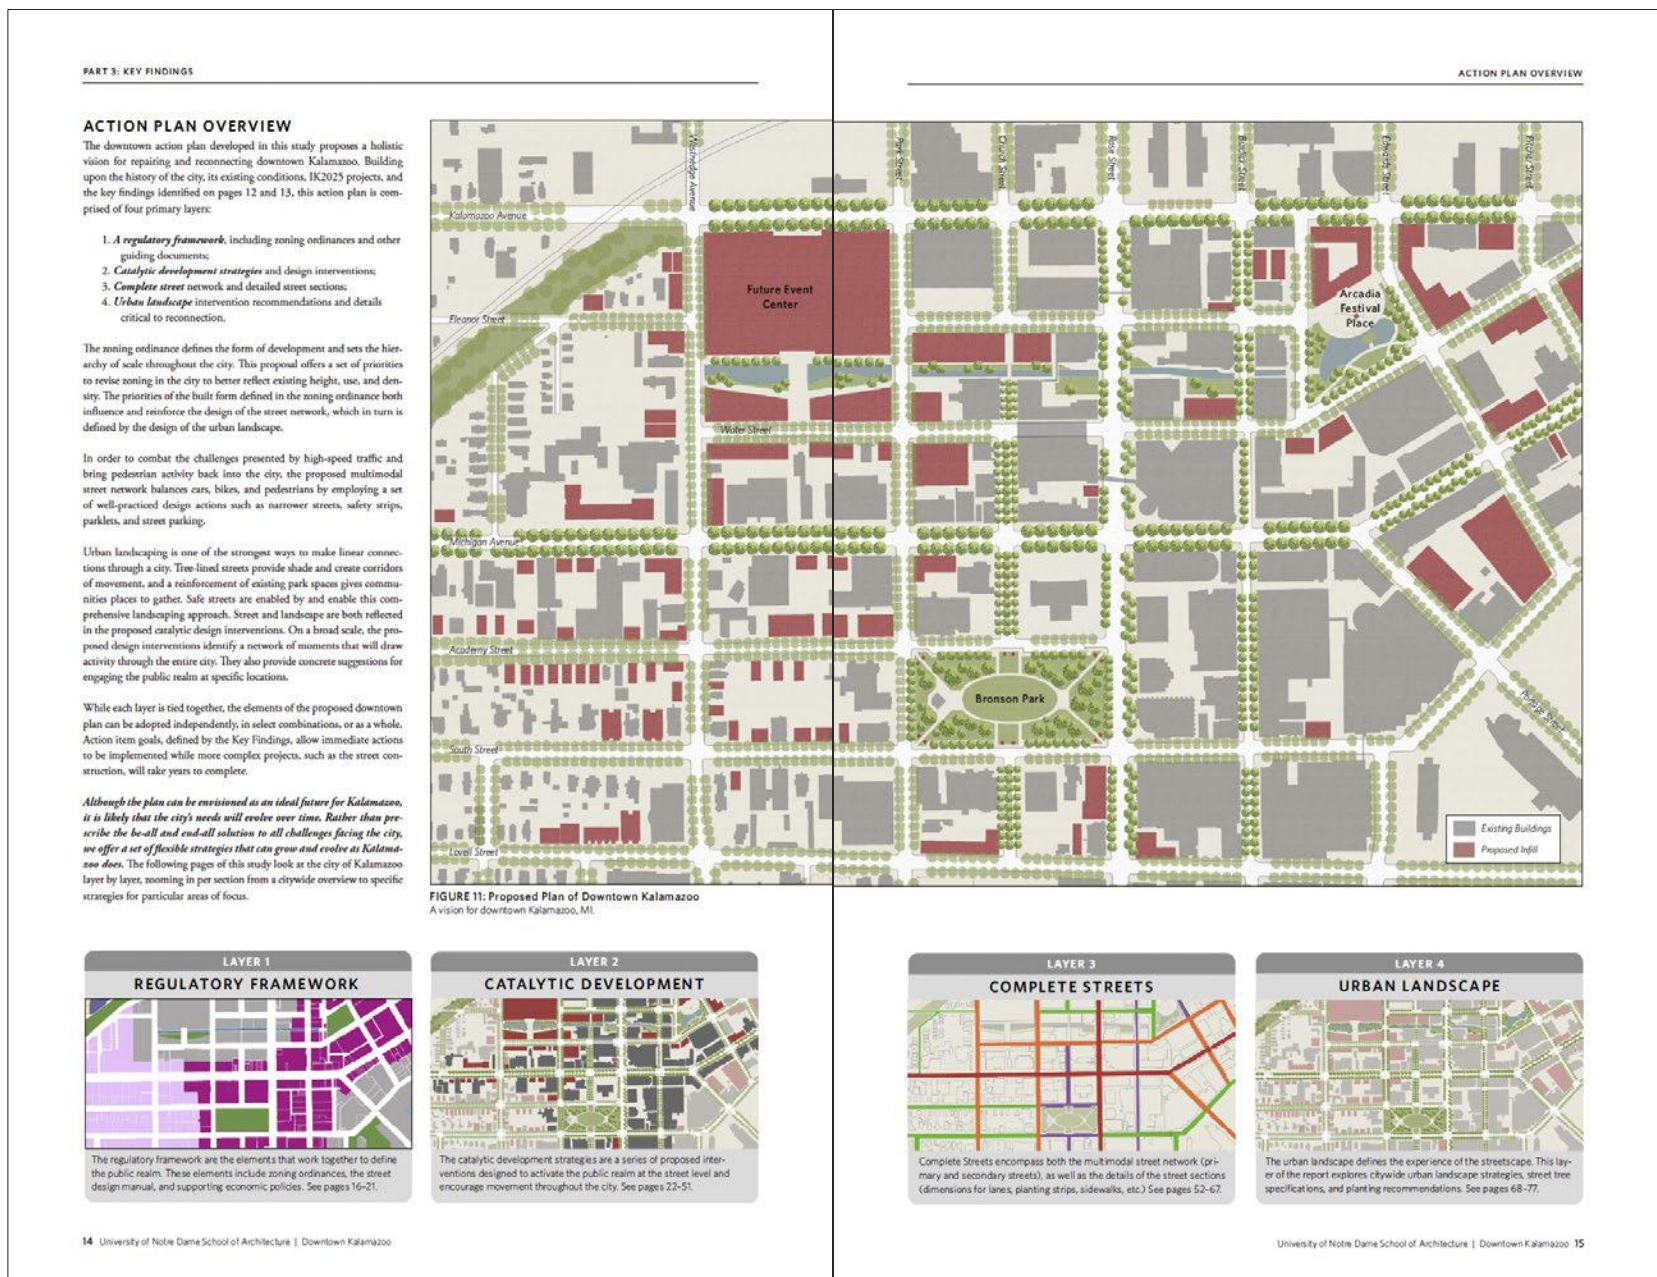 PART 3: KEY FINDINGS
ACTION PLAN OVERVIEW
ACTION PLAN OVERVIEW
The downtown action plan developed in this study proposes a holistic
vision for repairing and reconnecting downtown Kalamazoo. Building
upon the history of the city, its existing conditions, IK2025 projects, and
the key findings identified on pages 12 and 13, this action plan is com-
prised of four primary layers:
1. A regulatory framework, including zoning ordinances and other
guiding documents;
2. Catalytic development strategies and design interventions;
3. Complete street network and detailed street sections;
4. Urban landscape intervention recommendations and details
critical to reconnection.
The zoning ordinance defines the form of development and sets the hier-
archy of scale throughout the city. This proposal offers a set of priorities
to revise zoning in the city to better reflect existing height, use, and den-
sity. The priorities of the built form defined in the zoning ordinance both
influence and reinforce the design of the street network, which in turn is
defined by the design of the urban landscape.
In order to combat the challenges presented by high-speed traffic and
bring pedestrian activity back into the city, the proposed multimodal
street network balances cars, bikes, and pedestrians by employing a set
of well-practiced design actions such as narrower streets, safety strips,
parklets, and street parking.
Urban landscaping is one of the strongest ways to make linear connec-
tions through a city. Tree-lined streets provide shade and create corridors
of movement, and a reinforcement of existing park spaces gives commu-
nities places to gather. Safe streets are enabled by and enable this com-
prehensive landscaping approach. Street and landscape are both reflected
in the proposed catalytic design interventions. On a broad scale, the pro-
posed design interventions identify a network of moments that will draw
activity through the entire city. They also provide concrete suggestions for
engaging the public realm at specific locations.
While each layer is tied together, the elements of the proposed downtown
plan can be adopted independently, in select combinations, or as a whole.
Action item goals, defined by the Key Findings, allow immediate actions
to be implemented while more complex projects, such as the street con-
struction, will take years to complete.
Although the plan can be envisioned as an ideal future for Kalamazoo,
it is likely that the city's needs will evolve over time. Rather than pre-
scribe the be-all and end-all solution to all challenges facing the city,
we offer a set of flexible strategies that can grow and evolve as Kalama-
zoo does. The following pages of this study look at the city of Kalamazoo
layer by layer, zooming in per section from a citywide overview to specific
strategies for particular areas of focus.
Westnedge Avenue
Park Street
Church Street
Rose Street
Burdick Street
Edwards Street
Pitcher Street
Kalamazoo Avenue
Eleanor Street
Water Street
Michigan Avenue
Academy Street
South Street
Lovell Street
Portage Street
Future Event
Center
Arcadia
Festival
Place
Bronson Park
Existing Buildings
Proposed Infill
FIGURE 11: Proposed Plan of Downtown Kalamazoo
A vision for downtown Kalamazoo, MI.
LAYER 1
REGULATORY FRAMEWORK
The regulatory framework are the elements that work together to define
the public realm. These elements include zoning ordinances, the street
design manual, and supporting economic policies. See pages 16–21.
LAYER 2
CATALYTIC DEVELOPMENT
The catalytic development strategies are a series of proposed inter-
ventions designed to activate the public realm at the street level and
encourage movement throughout the city. See pages 22–51.
LAYER 3
COMPLETE STREETS
Complete Streets encompass both the multimodal street network (pri-
mary and secondary streets), as well as the details of the street sections
(dimensions for lanes, planting strips, sidewalks, etc.) See pages 52–67.
LAYER 4
URBAN LANDSCAPE
The urban landscape defines the experience of the streetscape. This lay-
er of the report explores citywide urban landscape strategies, street tree
specifications, and planting recommendations. See pages 68–77.
14 University of Notre Dame School of Architecture | Downtown Kalamazoo
University of Notre Dame School of Architecture | Downtown Kalamazoo 15